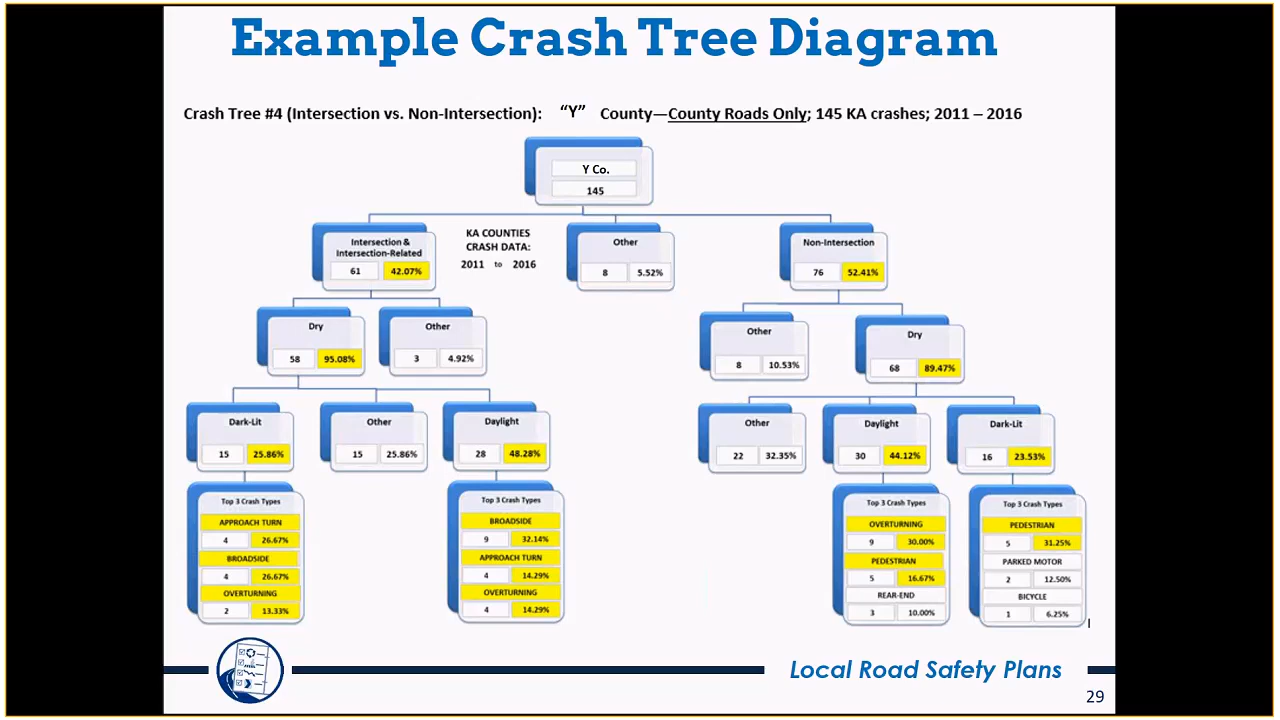 Example Crash Tree Diagram
Crash Tree #4 (Intersection vs. Non-Intersection): “Y” County—County Roads Only; 145 KA crashes; 2011 – 2016
Y Co.
145
KA COUNTIES
CRASH DATA:
2011 to 2016
Intersection &
Intersection-Related
61 42.07%
Other
8 5.52%
Non-Intersection
76 52.41%
Dry
58 95.08%
Other
3 4.92%
Other
8 10.53%
Dry
68 89.47%
Dark-Lit
15 25.86%
Other
15 25.86%
Daylight
28 48.28%
Other
22 32.35%
Daylight
30 44.12%
Dark-Lit
16 23.53%
Top 3 Crash Types
APPROACH TURN
4 26.67%
BROADSIDE
4 26.67%
OVERTURNING
2 13.33%
Top 3 Crash Types
BROADSIDE
9 32.14%
APPROACH TURN
4 14.29%
OVERTURNING
4 14.29%
Top 3 Crash Types
OVERTURNING
9 30.00%
PEDESTRIAN
5 16.67%
REAR-END
3 10.00%
Top 3 Crash Types
PEDESTRIAN
5 31.25%
PARKED MOTOR
2 12.50%
BICYCLE
1 6.25%
Local Road Safety Plans
29